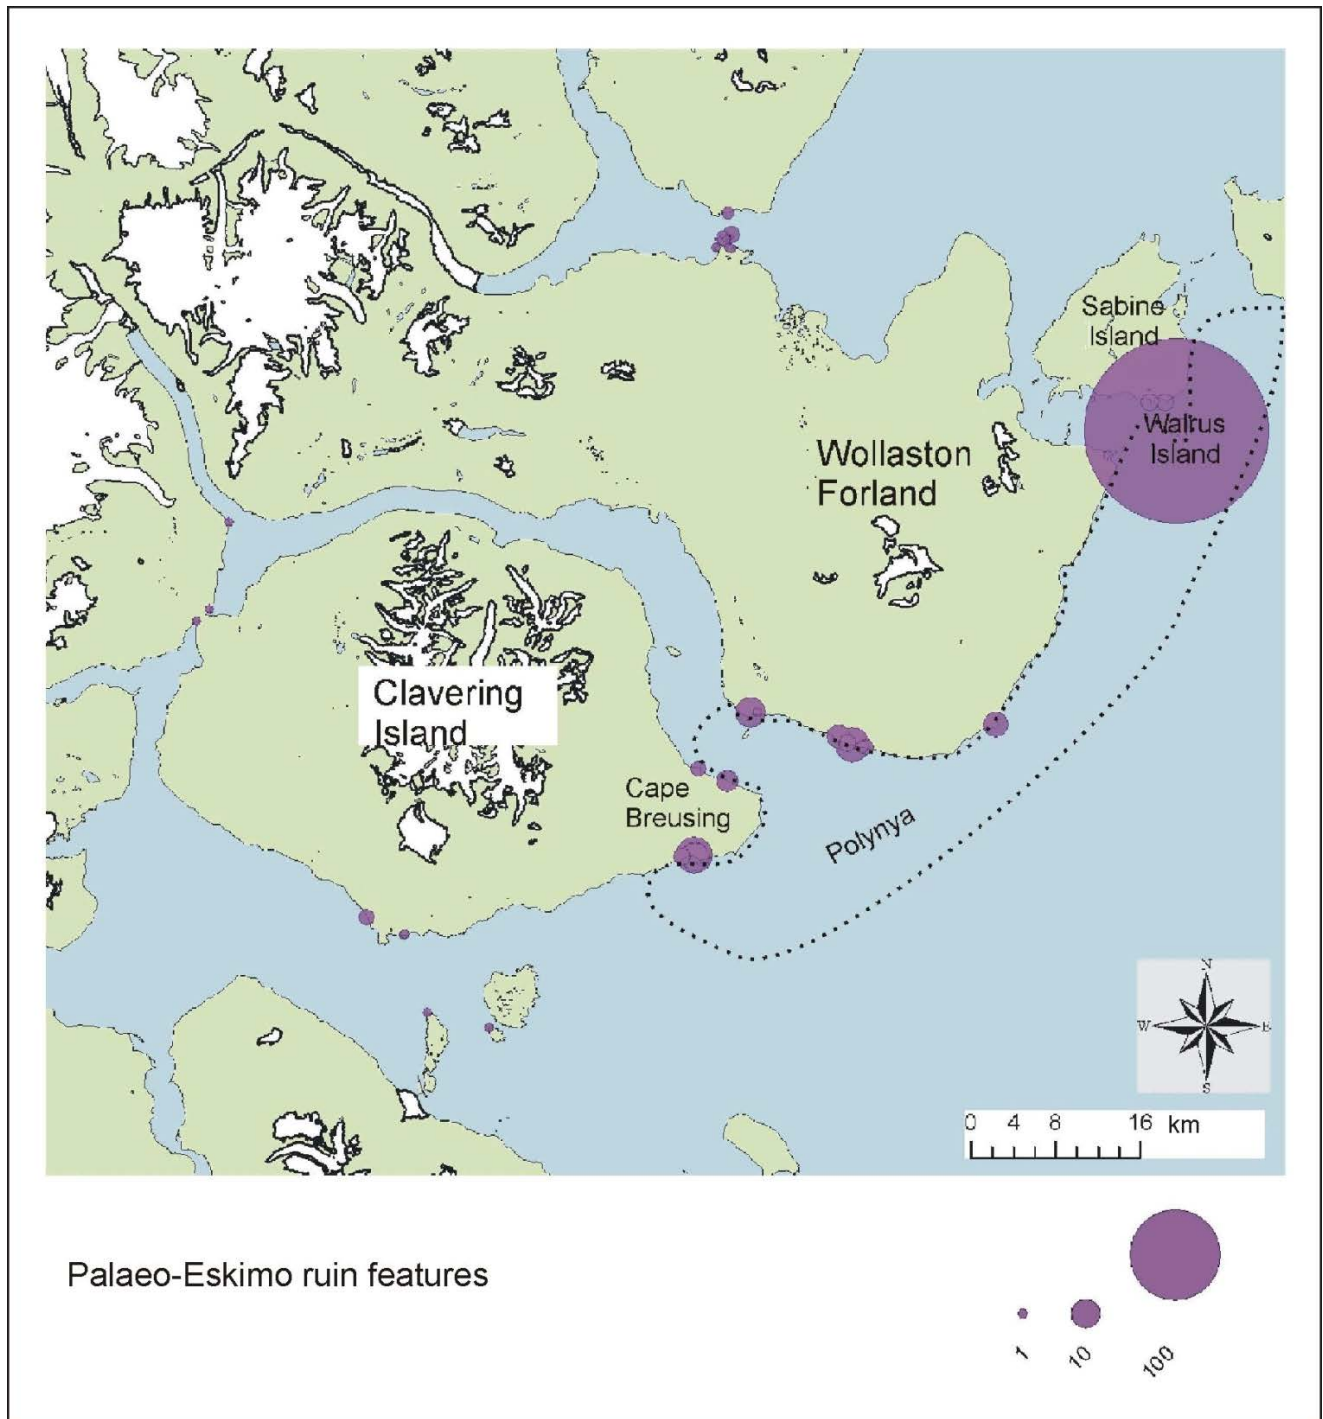 Sabine
Island
Walrus
Island
Wollaston
Forland
Clavering
Island
Cape
Breusing
Polynya
N
W E
S
0 4 8 16 km
Palaeo-Eskimo ruin features
1 10 100